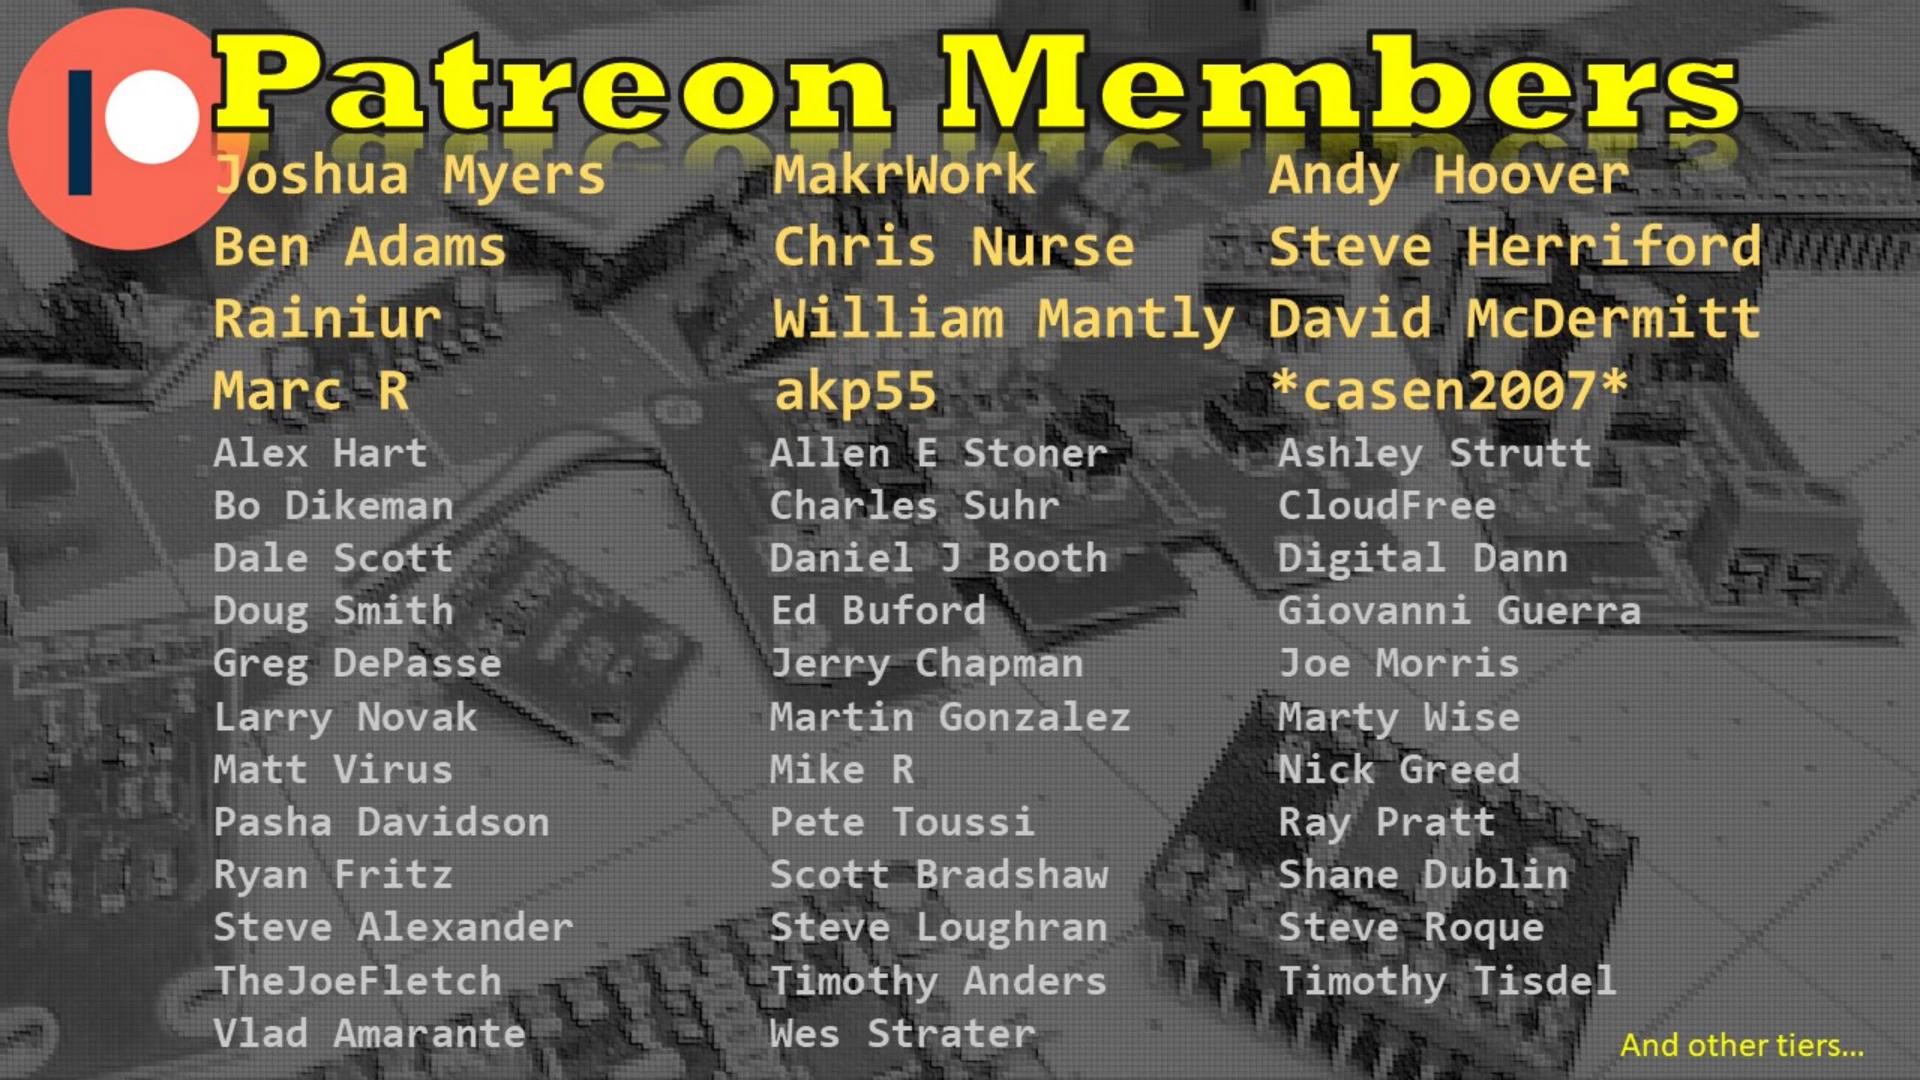 Patreon Members
Joshua Myers MakrWork Andy Hoover
Ben Adams Chris Nurse Steve Herriford
Rainiur William Mantly David McDermitt
Marc R akp55 *casen2007*
Alex Hart Allen E Stoner Ashley Strutt
Bo Dikeman Charles Suhr CloudFree
Dale Scott Daniel J Booth Digital Dann
Doug Smith Ed Buford Giovanni Guerra
Greg DePasse Jerry Chapman Joe Morris
Larry Novak Martin Gonzalez Marty Wise
Matt Virus Mike R Nick Greed
Pasha Davidson Pete Toussi Ray Pratt
Ryan Fritz Scott Bradshaw Shane Dublin
Steve Alexander Steve Loughran Steve Roque
TheJoeFletch Timothy Anders Timothy Tisdel
Vlad Amarante Wes Strater
And other tiers...